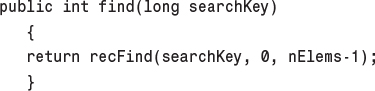 public int find(long searchKey)
{
return recFind(searchKey, 0, nElems-1);
}